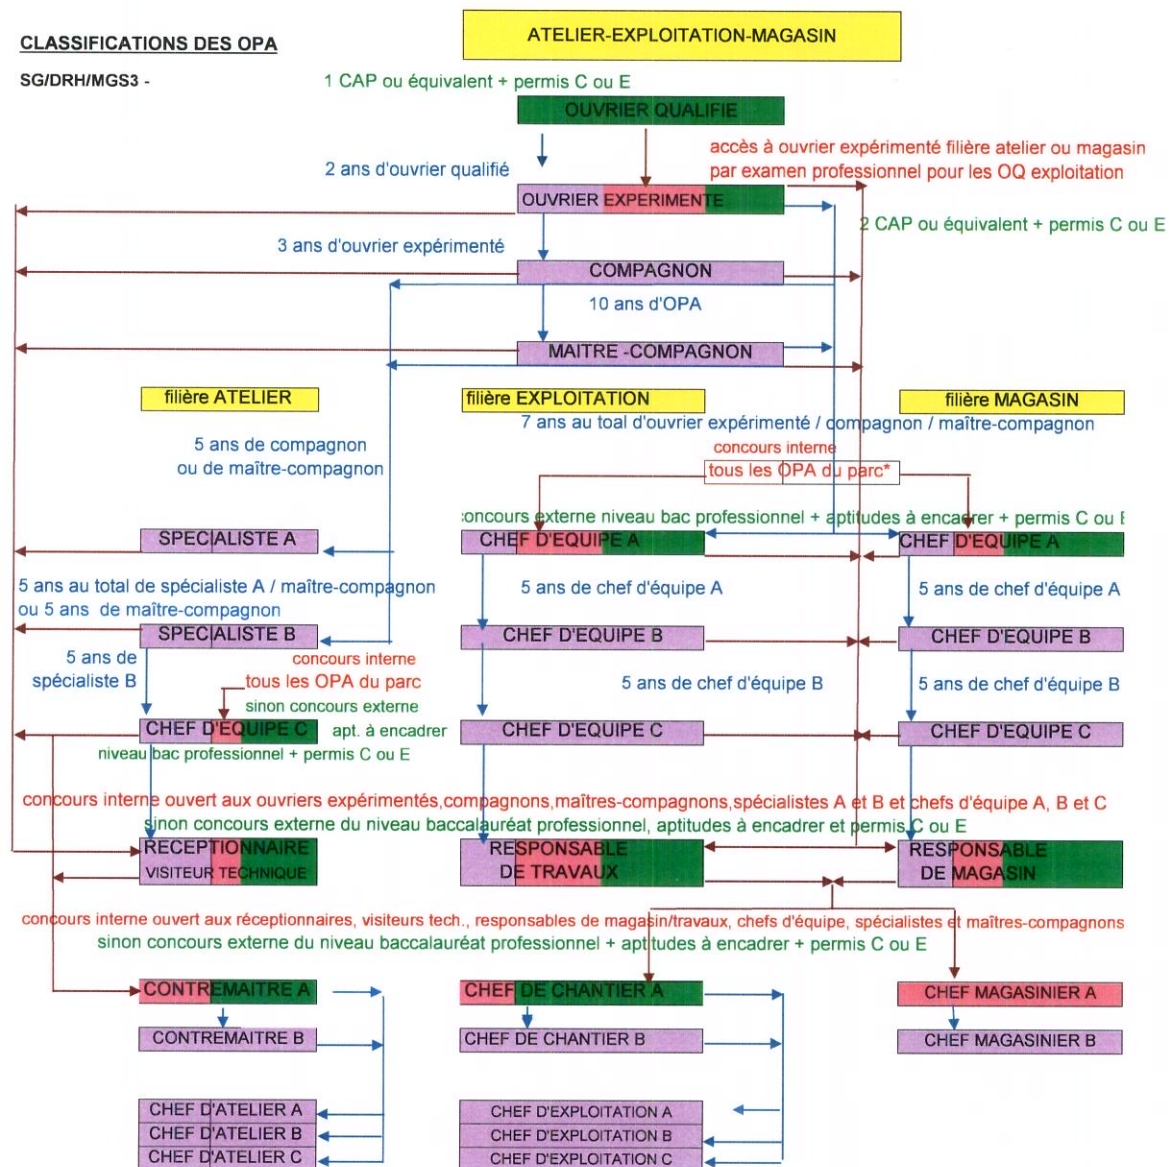 CLASSIFICATIONS DES OPA
ATELIER-EXPLOITATION-MAGASIN
SG/DRH/MGS3 -
1 CAP ou équivalent + permis C ou E
OUVRIER QUALIFIE
2 ans d'ouvrier qualifié
accès à ouvrier expérimenté filière atelier ou magasin
par examen professionnel pour les OQ exploitation
OUVRIER EXPERIMENTE
2 CAP ou équivalent + permis C ou E
3 ans d'ouvrier expérimenté
COMPAGNON
10 ans d'OPA
MAITRE -COMPAGNON
filière ATELIER
filière EXPLOITATION
filière MAGASIN
7 ans au toal d'ouvrier expérimenté / compagnon / maître-compagnon
5 ans de compagnon
ou de maître-compagnon
concours interne
tous les OPA du parc*
concours externe niveau bac professionnel + aptitudes à encadrer + permis C ou E
SPECIALISTE A
CHEF D'EQUIPE A
CHEF D'EQUIPE A
5 ans au total de spécialiste A / maître-compagnon
ou 5 ans de maître-compagnon
5 ans de chef d'équipe A
5 ans de chef d'équipe A
SPECIALISTE B
CHEF D'EQUIPE B
CHEF D'EQUIPE B
5 ans de
spécialiste B
concours interne
tous les OPA du parc
sinon concours externe
5 ans de chef d'équipe B
5 ans de chef d'équipe B
CHEF D'EQUIPE C
apt. à encadrer
niveau bac professionnel + permis C ou E
CHEF D'EQUIPE C
CHEF D'EQUIPE C
concours interne ouvert aux ouvriers expérimentés,compagnons,maîtres-compagnons,spécialistes A et B et chefs d'équipe A, B et C
sinon concours externe du niveau baccalauréat professionnel, aptitudes à encadrer et permis C ou E
RECEPTIONNAIRE
VISITEUR TECHNIQUE
RESPONSABLE
DE TRAVAUX
RESPONSABLE
DE MAGASIN
concours interne ouvert aux réceptionnaires, visiteurs tech., responsables de magasin/travaux, chefs d'équipe, spécialistes et maîtres-compagnons
sinon concours externe du niveau baccalauréat professionnel + aptitudes à encadrer + permis C ou E
CONTREMAITRE A
CHEF DE CHANTIER A
CHEF MAGASINIER A
CONTREMAITRE B
CHEF DE CHANTIER B
CHEF MAGASINIER B
CHEF D'ATELIER A
CHEF D'EXPLOITATION A
CHEF D'ATELIER B
CHEF D'EXPLOITATION B
CHEF D'ATELIER C
CHEF D'EXPLOITATION C